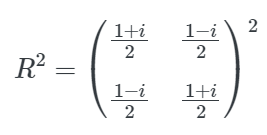 R^2 = \begin{pmatrix} \frac{1+i}{2} & \frac{1-i}{2} \\ \frac{1-i}{2} & \frac{1+i}{2} \end{pmatrix}^2